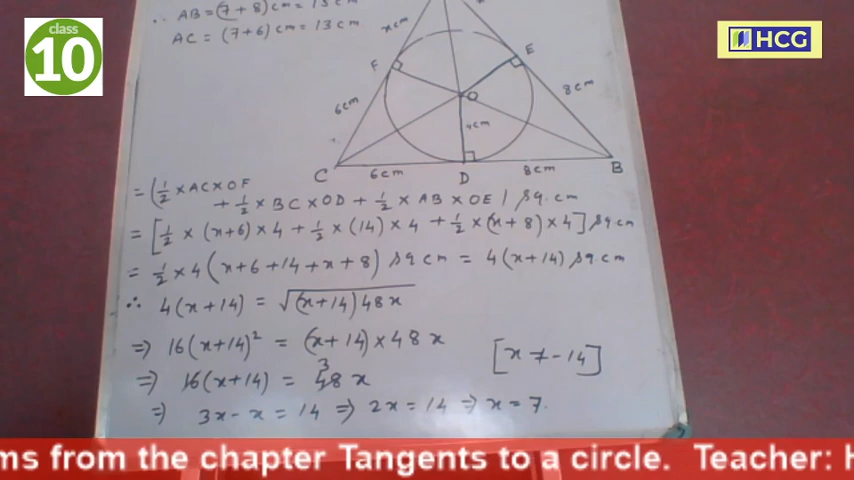 ∴ AB = (7 + 8) cm = 15 cm
AC = (7+6) cm = 13 cm
class
10
HCG
x cm
F
E
6 cm
8 cm
O
4 cm
C
6 cm
D
8 cm
B
= (1/2 × AC × OF
+ 1/2 × BC × OD + 1/2 × AB × OE) sq. cm
= [1/2 × (x+6) × 4 + 1/2 × (14) × 4 + 1/2 × (x+8) × 4] sq cm
= 1/2 × 4 (x+6+14+x+8) sq cm = 4(x+14) sq cm
∴ 4(x+14) = √(x+14)48x
⇒ 16(x+14)² = (x+14) × 48x
[x ≠ -14]
⇒ 16(x+14) = 48x
3
⇒ 3x - x = 14 ⇒ 2x = 14 ⇒ x = 7.
ms from the chapter Tangents to a circle. Teacher: H